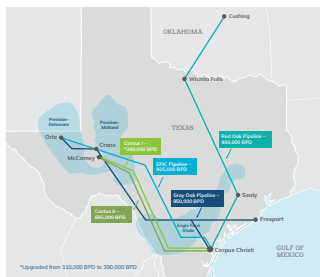 Cushing
OKLAHOMA
Wichita Falls
Permian-
Delaware
Permian-
Midland
TEXAS
Orla
Crane
McCamey
Cactus I –
*390,000 BPD
EPIC Pipeline –
925,000 BPD
Red Oak Pipeline –
400,000 BPD
Gray Oak Pipeline –
950,000 BPD
Cactus II –
685,000 BPD
Sealy
Freeport
Eagle Ford
Shale
Corpus Christi
GULF OF
MEXICO
*Upgraded from 330,000 BPD to 390,000 BPD